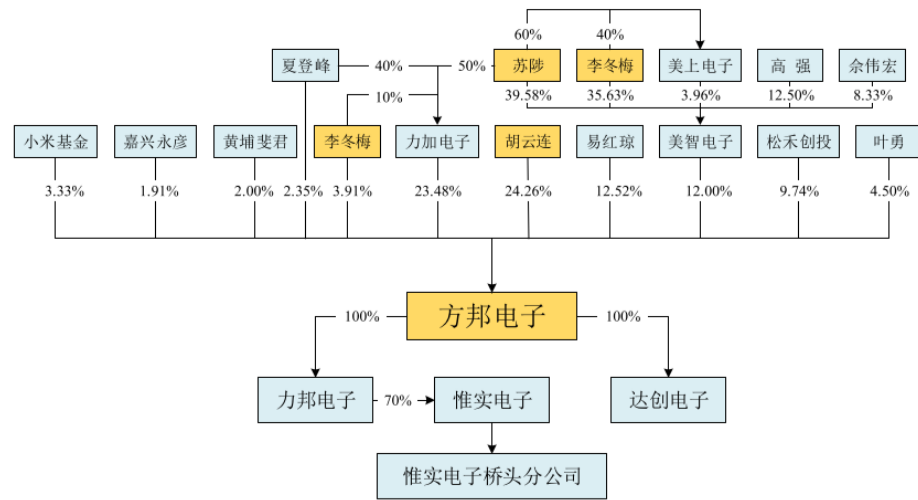 60% 40%
夏登峰 40% 50% 苏陟 李冬梅 美上电子 高 强 佘伟宏
10% 39.58% 35.63% 3.96% 12.50% 8.33%
小米基金 嘉兴永彦 黄埔斐君 李冬梅 力加电子 胡云连 易红琼 美智电子 松禾创投 叶勇
3.33% 1.91% 2.00% 2.35% 3.91% 23.48% 24.26% 12.52% 12.00% 9.74% 4.50%
方邦电子
100% 100%
力邦电子 70% 惟实电子 达创电子
惟实电子桥头分公司